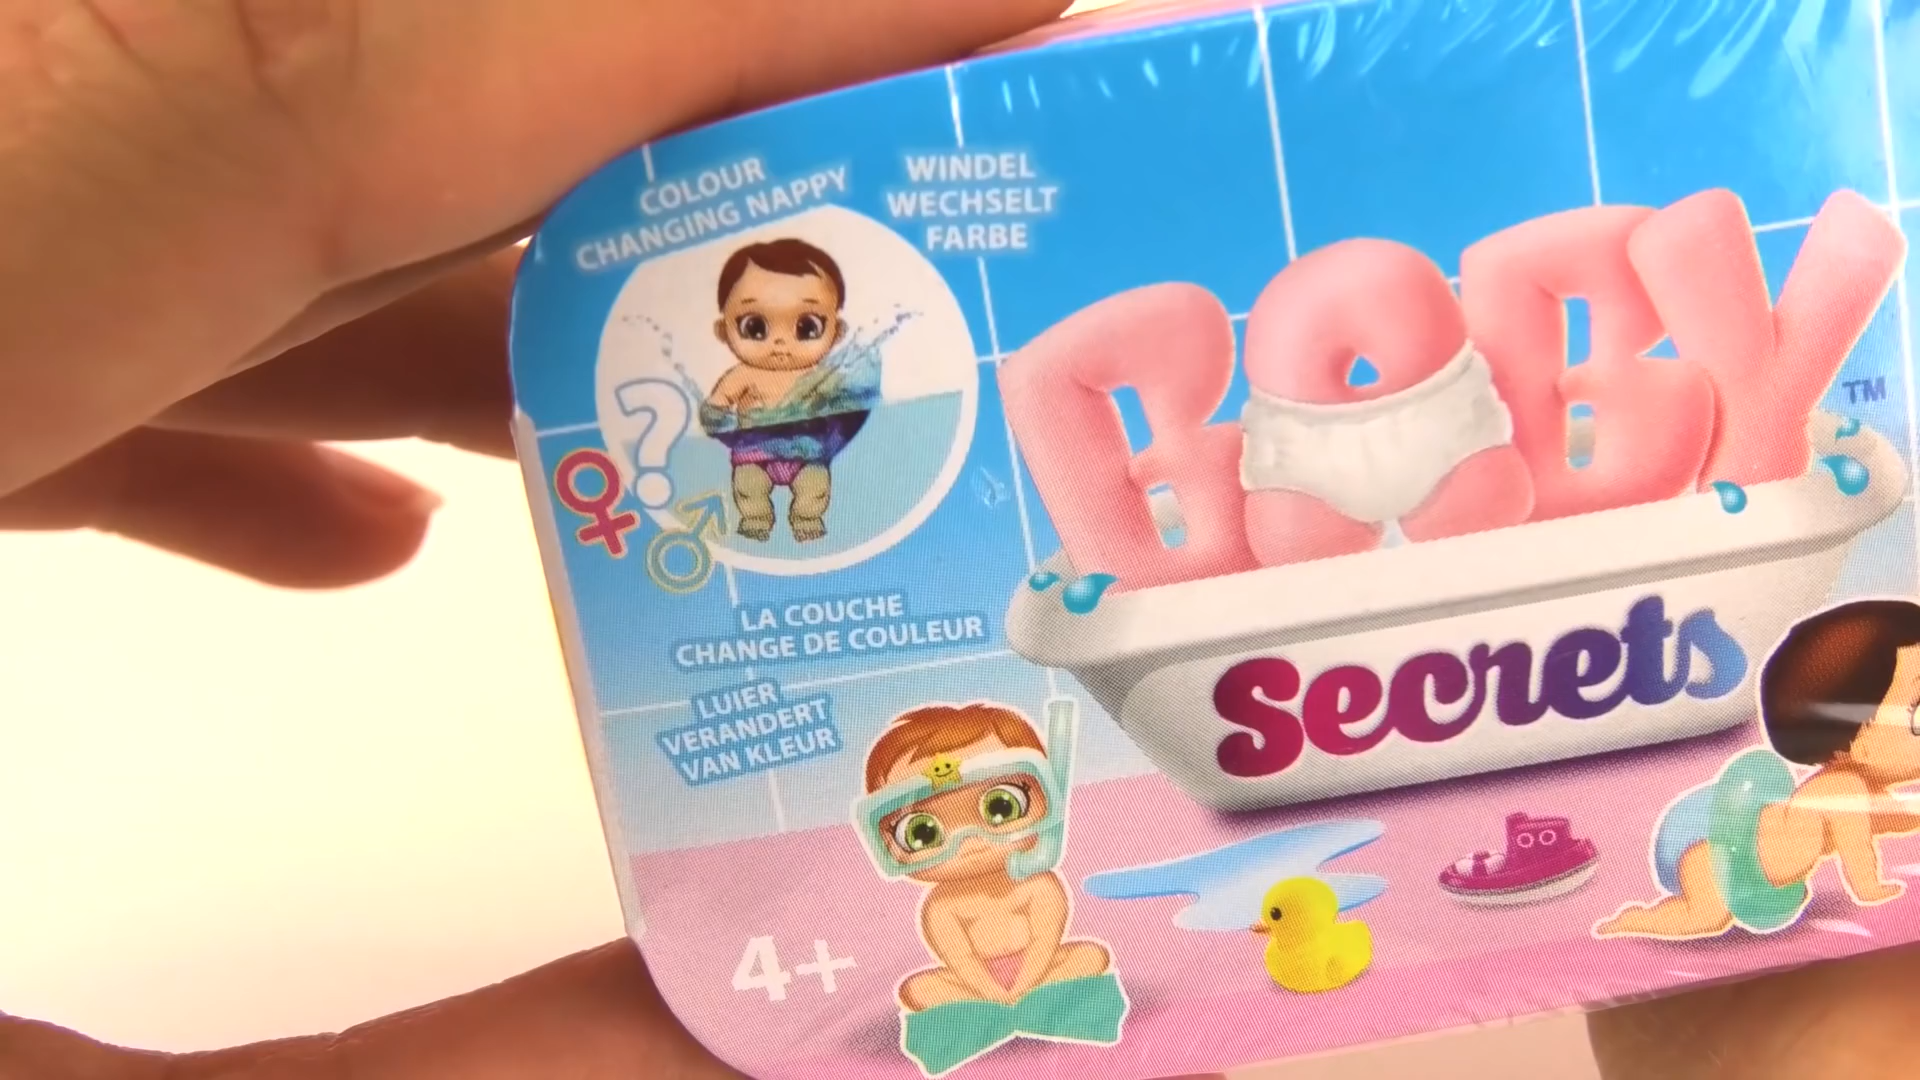 COLOUR
CHANGING NAPPY
WINDEL
WECHSELT
FARBE
?
LA COUCHE
CHANGE DE COULEUR
LUIER
VERANDERT
VAN KLEUR
BABY
TM
secrets
4+